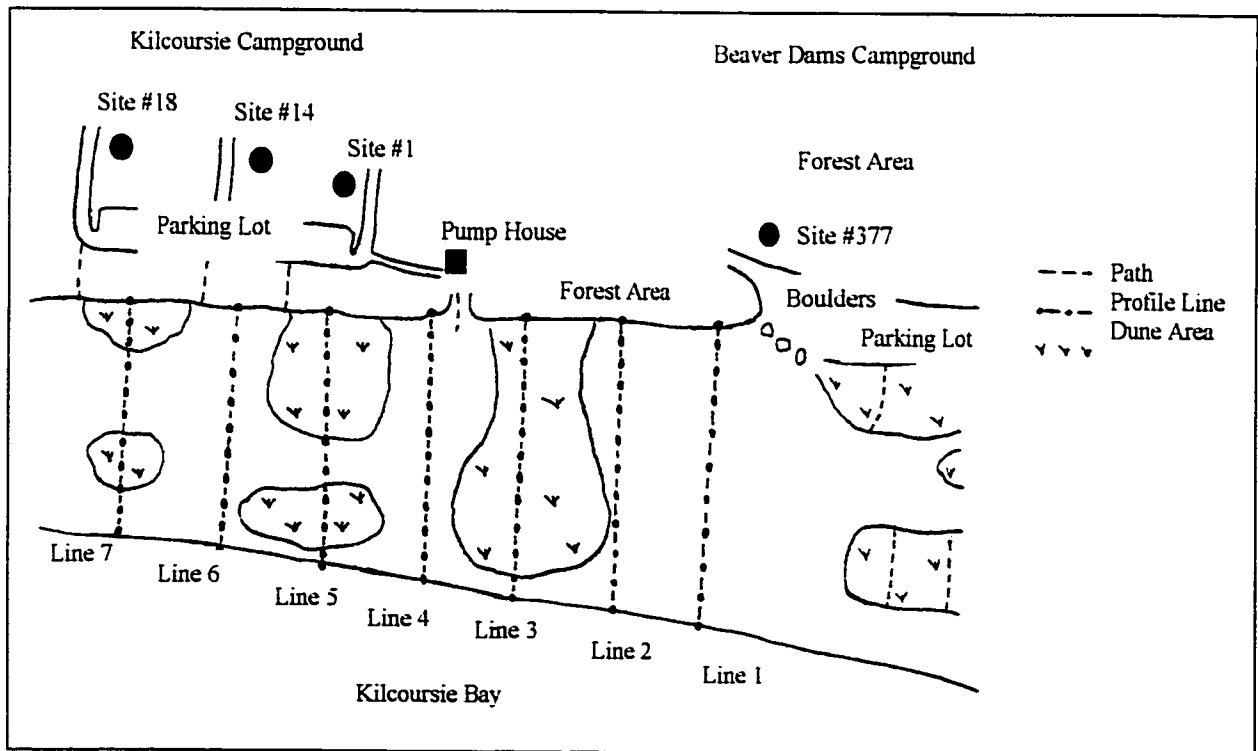 Kilcoursie Campground
Beaver Dams Campground
Site #18
Site #14
Site #1
Forest Area
Parking Lot
Pump House
Site #377
Forest Area
Boulders
Parking Lot
Path
Profile Line
Dune Area
Line 7
Line 6
Line 5
Line 4
Line 3
Line 2
Line 1
Kilcoursie Bay